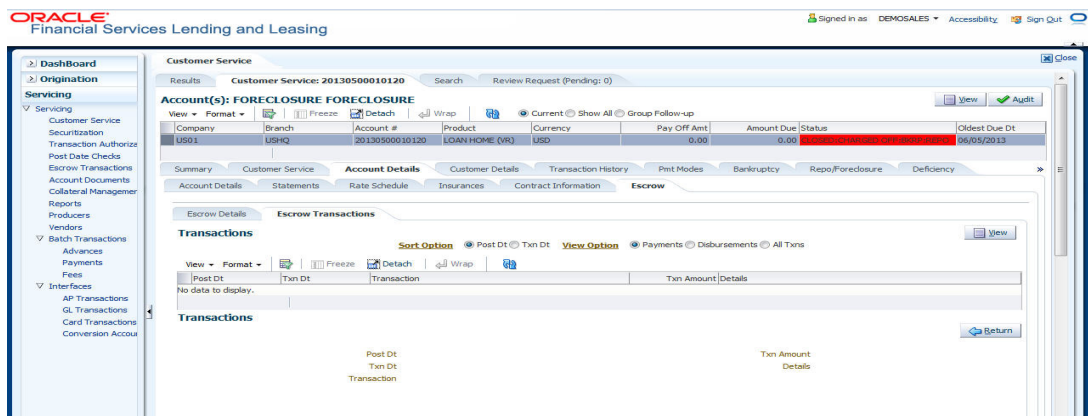 ORACLE
Financial Services Lending and Leasing
Signed in as DEMOSALES Accessibility Sign Out
Close
DashBoard
Origination
Servicing
Servicing
Customer Service
Securitization
Transaction Authoriza
Post Date Checks
Escrow Transactions
Account Documents
Collateral Managemer
Reports
Producers
Vendors
Batch Transactions
Advances
Payments
Fees
Interfaces
AP Transactions
GL Transactions
Card Transactions
Conversion Accou
Customer Service
Results Customer Service: 20130500010120 Search Review Request (Pending: 0)
Account(s): FORECLOSURE FORECLOSURE
View Audit
View Format Freeze Detach Wrap Current Show All Group Follow-up
Company Branch Account # Product Currency Pay Off Amt Amount Due Status Oldest Due Dt
US01 USHQ 20130500010120 LOAN HOME (VR) USD 0.00 0.00 CLOSED:CHARGED OFF 06/05/2013
Summary Customer Service Account Details Customer Details Transaction History Pmt Modes Bankruptcy Repo/Foreclosure Deficiency »
Account Details Statements Rate Schedule Insurances Contract Information Escrow
Escrow Details Escrow Transactions
Transactions
View
Sort Option Post Dt Txn Dt View Option Payments Disbursements All Txns
View Format Freeze Detach Wrap
Post Dt Txn Dt Transaction Txn Amount Details
No data to display.
Transactions
Return
Post Dt Txn Amount
Txn Dt Details
Transaction